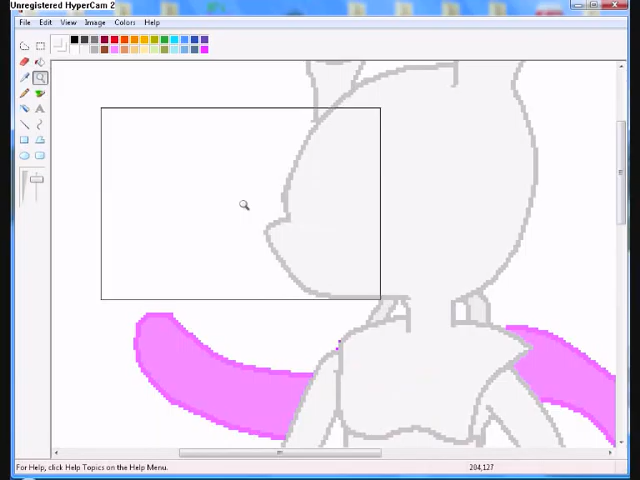 Unregistered HyperCam 2
File Edit View Image Colors Help
For Help, click Help Topics on the Help Menu.
204,127